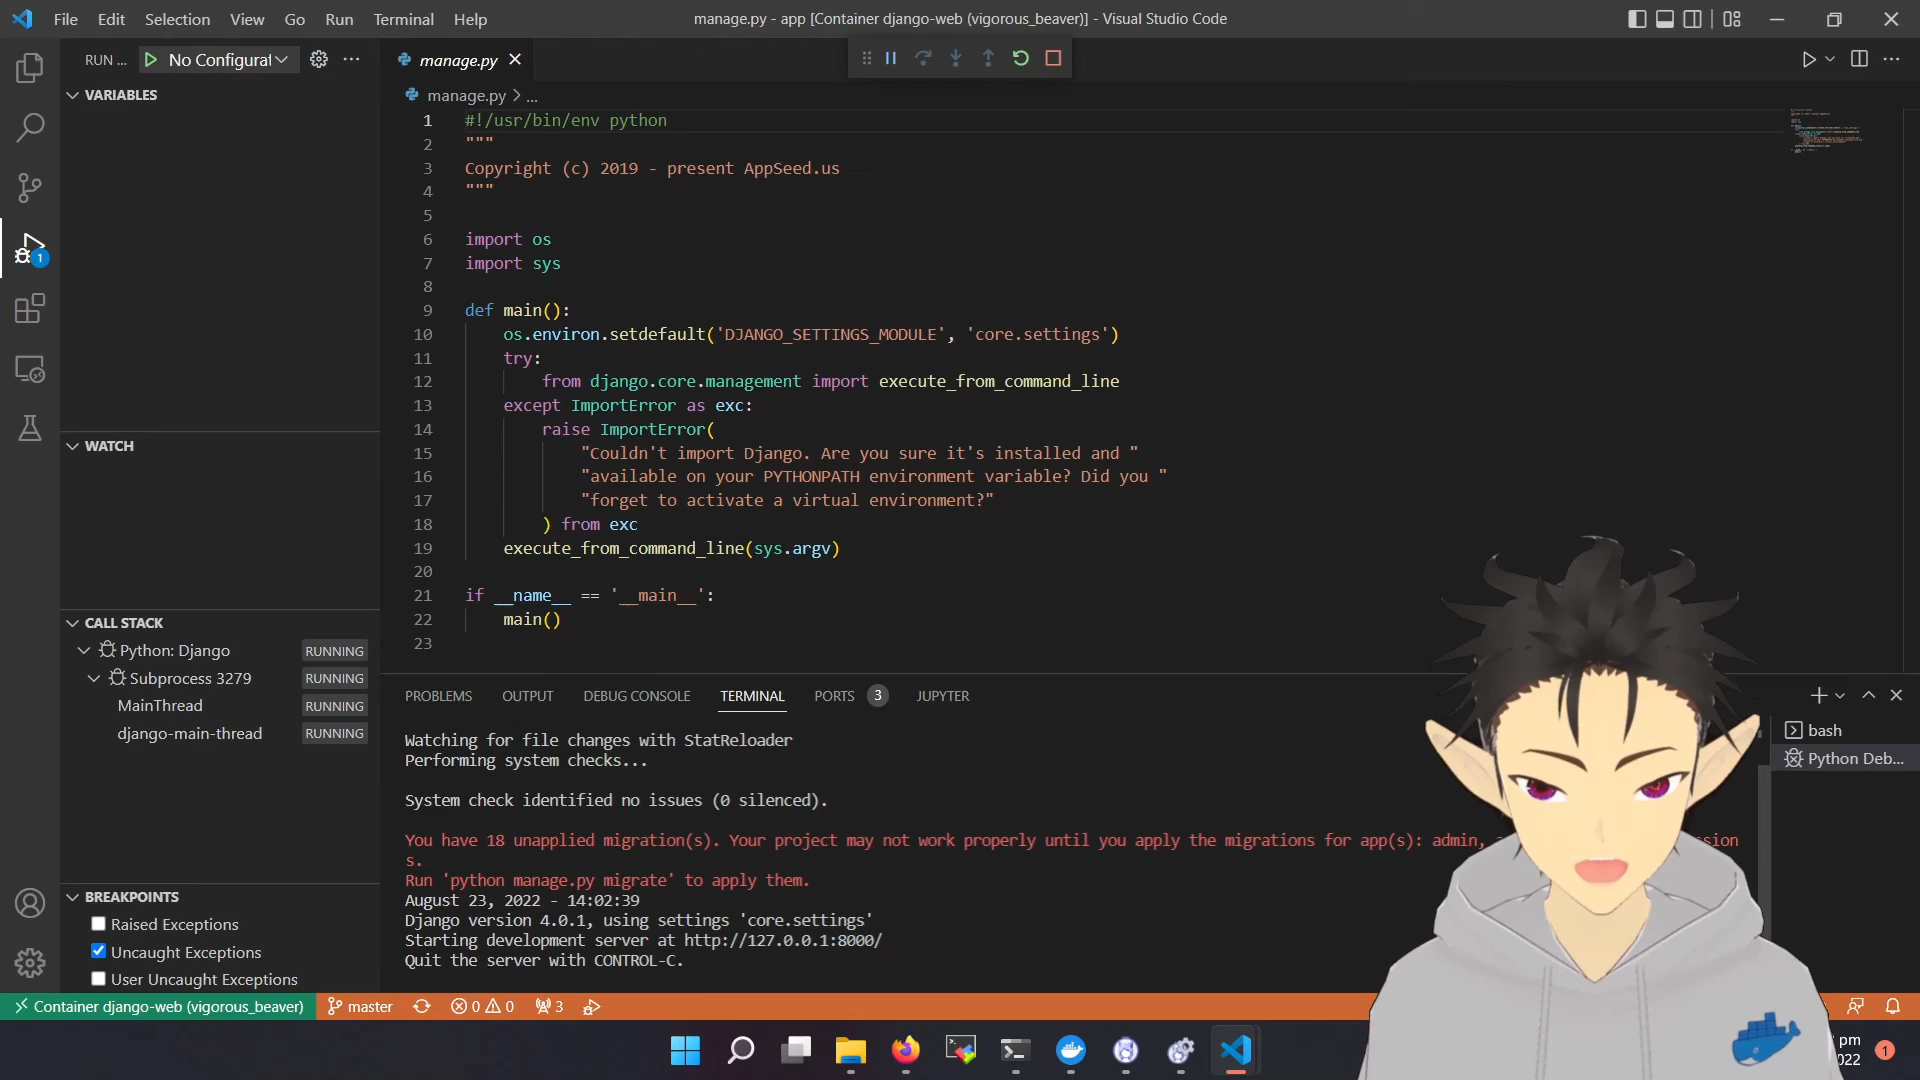 File Edit Selection View Go Run Terminal Help
manage.py - app [Container django-web (vigorous_beaver)] - Visual Studio Code
RUN ... No Configurat
VARIABLES
WATCH
CALL STACK
Python: Django RUNNING
Subprocess 3279 RUNNING
MainThread RUNNING
django-main-thread RUNNING
BREAKPOINTS
Raised Exceptions
Uncaught Exceptions
User Uncaught Exceptions
1
manage.py
manage.py > ...
1 #!/usr/bin/env python
2 """
3 Copyright (c) 2019 - present AppSeed.us
4 """
5
6 import os
7 import sys
8
9 def main():
10 os.environ.setdefault('DJANGO_SETTINGS_MODULE', 'core.settings')
11 try:
12 from django.core.management import execute_from_command_line
13 except ImportError as exc:
14 raise ImportError(
15 "Couldn't import Django. Are you sure it's installed and "
16 "available on your PYTHONPATH environment variable? Did you "
17 "forget to activate a virtual environment?"
18 ) from exc
19 execute_from_command_line(sys.argv)
20
21 if __name__ == '__main__':
22 main()
23
PROBLEMS OUTPUT DEBUG CONSOLE TERMINAL PORTS 3 JUPYTER
bash
Python Deb...
Watching for file changes with StatReloader
Performing system checks...
System check identified no issues (0 silenced).
You have 18 unapplied migration(s). Your project may not work properly until you apply the migrations for app(s): admin, sion
s.
Run 'python manage.py migrate' to apply them.
August 23, 2022 - 14:02:39
Django version 4.0.1, using settings 'core.settings'
Starting development server at http://127.0.0.1:8000/
Quit the server with CONTROL-C.
Container django-web (vigorous_beaver) master 0 0 3
pm
022
1